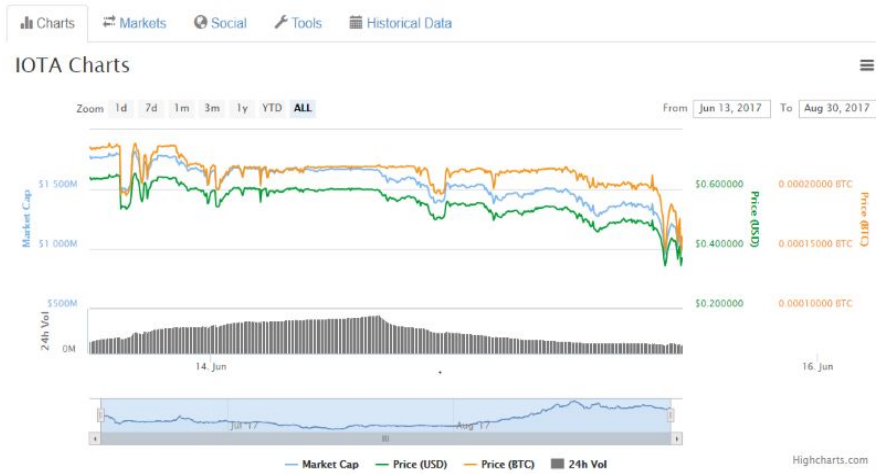 Charts Markets Social Tools Historical Data
IOTA Charts
Zoom 1d 7d 1m 3m 1y YTD ALL From Jun 13, 2017 To Aug 30, 2017
Market Cap
$1 500M
$1 000M
$500M
$0.600000
$0.400000
$0.200000
Price (USD)
0.00020000 BTC
0.00015000 BTC
0.00010000 BTC
Price (BTC)
24h Vol
0M
14. Jun 16. Jun
Jul '17 Aug '17
Market Cap Price (USD) Price (BTC) 24h Vol
Highcharts.com